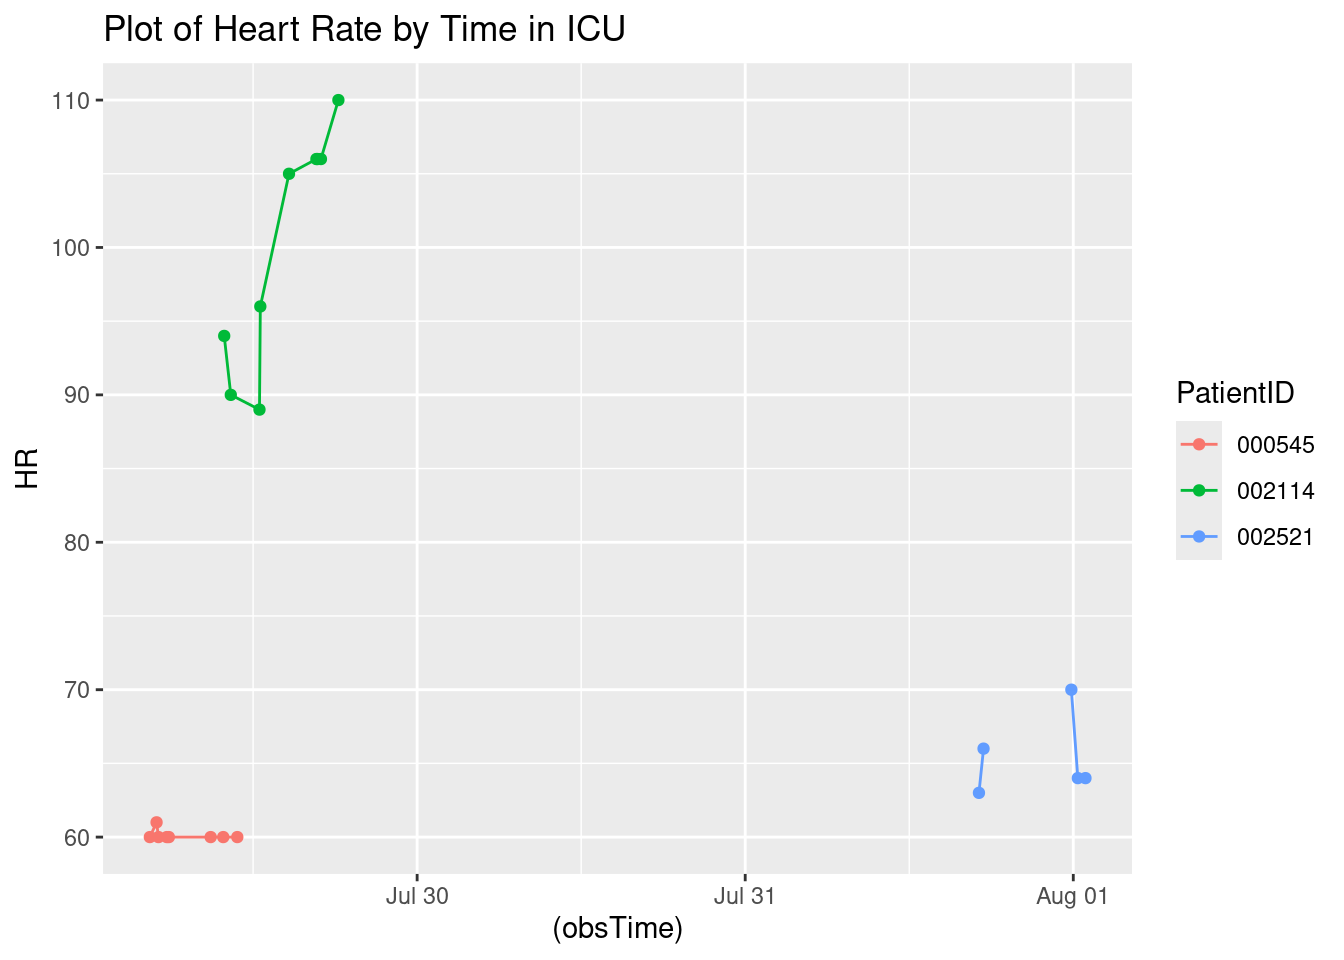 Plot of Heart Rate by Time in ICU
110
100
90
80
70
60
HR
Jul 30
Jul 31
Aug 01
(obsTime)
PatientID
000545
002114
002521